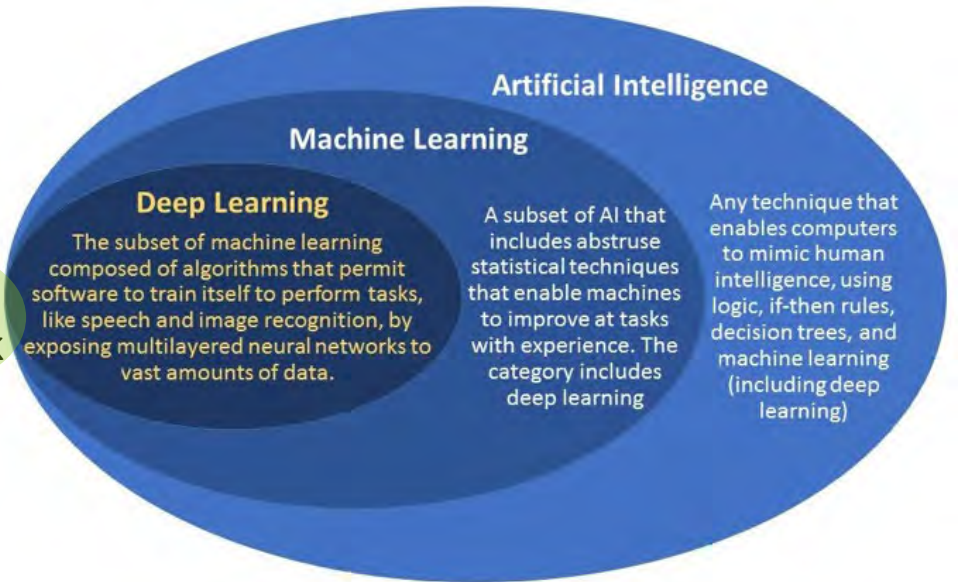 Artificial Intelligence
Machine Learning
Deep Learning
The subset of machine learning
composed of algorithms that permit
software to train itself to perform tasks,
like speech and image recognition, by
exposing multilayered neural networks to
vast amounts of data.
A subset of AI that
includes abstruse
statistical techniques
that enable machines
to improve at tasks
with experience. The
category includes
deep learning
Any technique that
enables computers
to mimic human
intelligence, using
logic, if-then rules,
decision trees, and
machine learning
(including deep
learning)